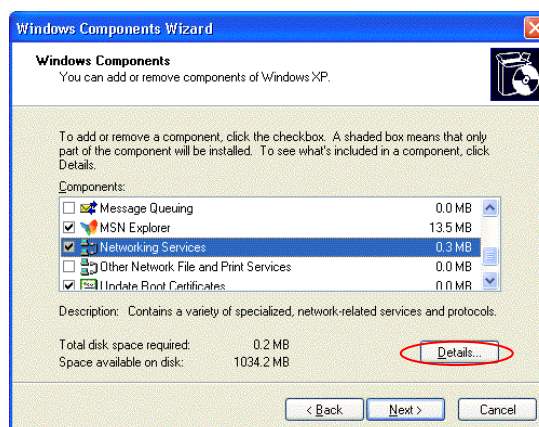 Windows Components Wizard
Windows Components
You can add or remove components of Windows XP.
To add or remove a component, click the checkbox. A shaded box means that only
part of the component will be installed. To see what's included in a component, click
Details.
Components:
Message Queuing 0.0 MB
MSN Explorer 13.5 MB
Networking Services 0.3 MB
Other Network File and Print Services 0.0 MB
Update Root Certificates 0.0 MB
Description: Contains a variety of specialized, network-related services and protocols.
Total disk space required: 0.2 MB
Space available on disk: 1034.2 MB
Details...
< Back Next > Cancel